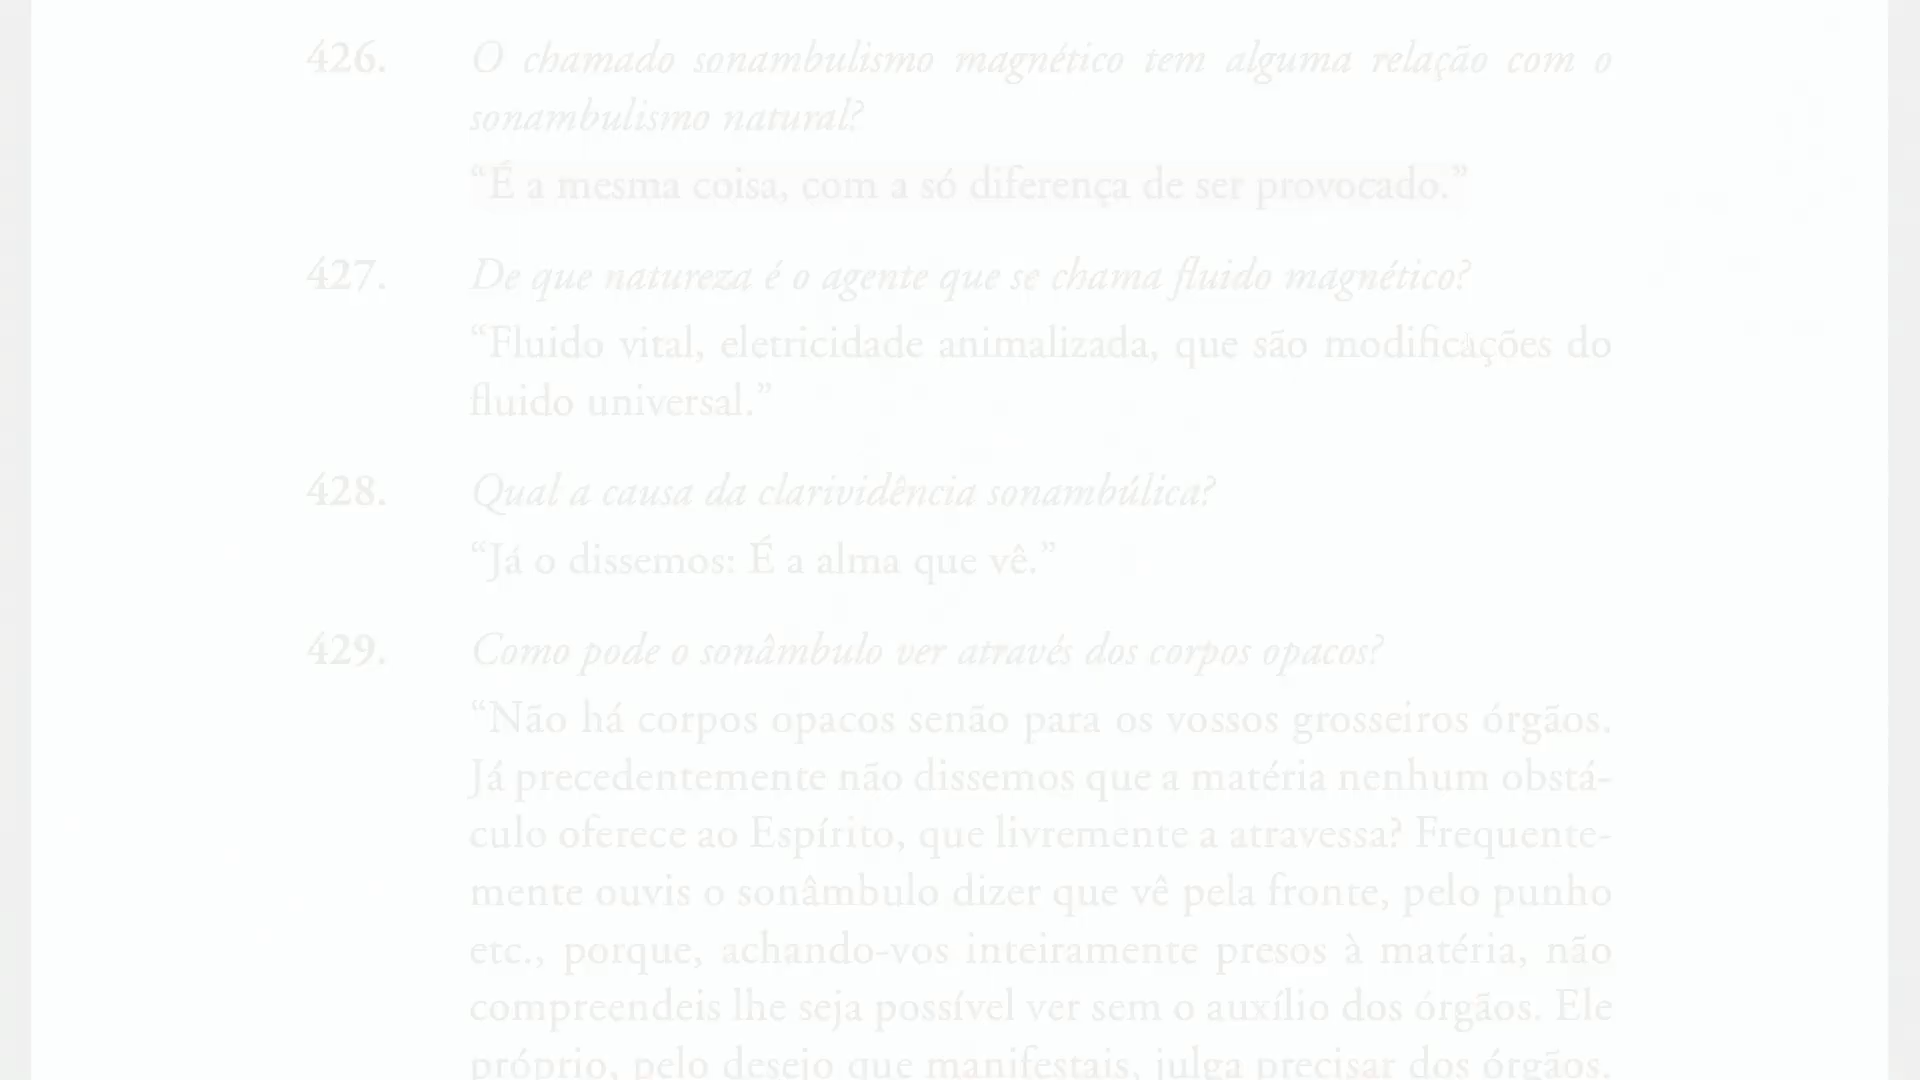 426. O chamado sonambulismo magnético tem alguma relação com o
sonambulismo natural?
“É a mesma coisa, com a só diferença de ser provocado.”
427. De que natureza é o agente que se chama fluido magnético?
“Fluido vital, eletricidade animalizada, que são modificações do
fluido universal.”
428. Qual a causa da clarividência sonambúlica?
“Já o dissemos: É a alma que vê.”
429. Como pode o sonâmbulo ver através dos corpos opacos?
“Não há corpos opacos senão para os vossos grosseiros órgãos.
Já precedentemente não dissemos que a matéria nenhum obstá-
culo oferece ao Espírito, que livremente a atravessa? Frequente-
mente ouvis o sonâmbulo dizer que vê pela fronte, pelo punho
etc., porque, achando-vos inteiramente presos à matéria, não
compreendeis lhe seja possível ver sem o auxílio dos órgãos. Ele
próprio, pelo desejo que manifestais, julga precisar dos órgãos.